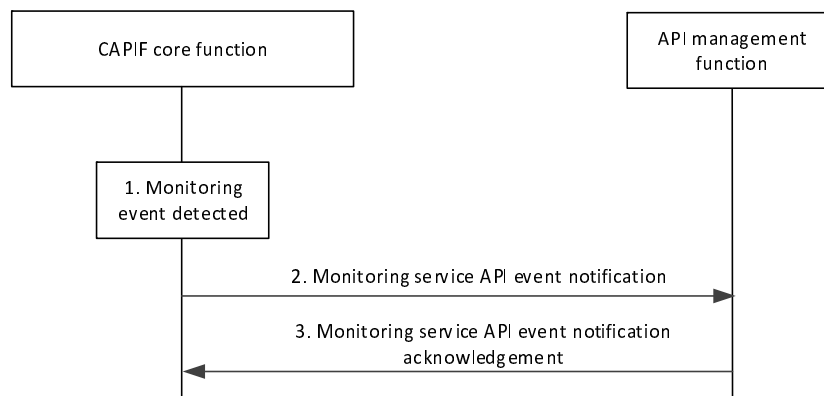 CAPIF core function
API management
function
1. Monitoring
event detected
2. Monitoring service API event notification
3. Monitoring service API event notification
acknowledgement